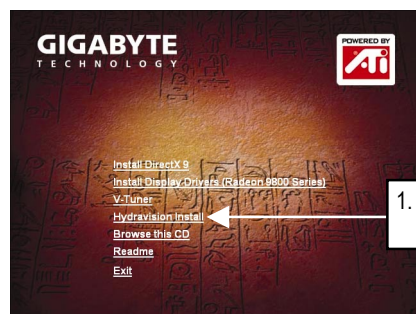 GIGABYTE
TECHNOLOGY
POWERED BY
ATi
Install DirectX 9
Install Display Drivers (Radeon 9800 Series)
V-Tuner
Hydravision Install
1.
Browse this CD
Readme
Exit